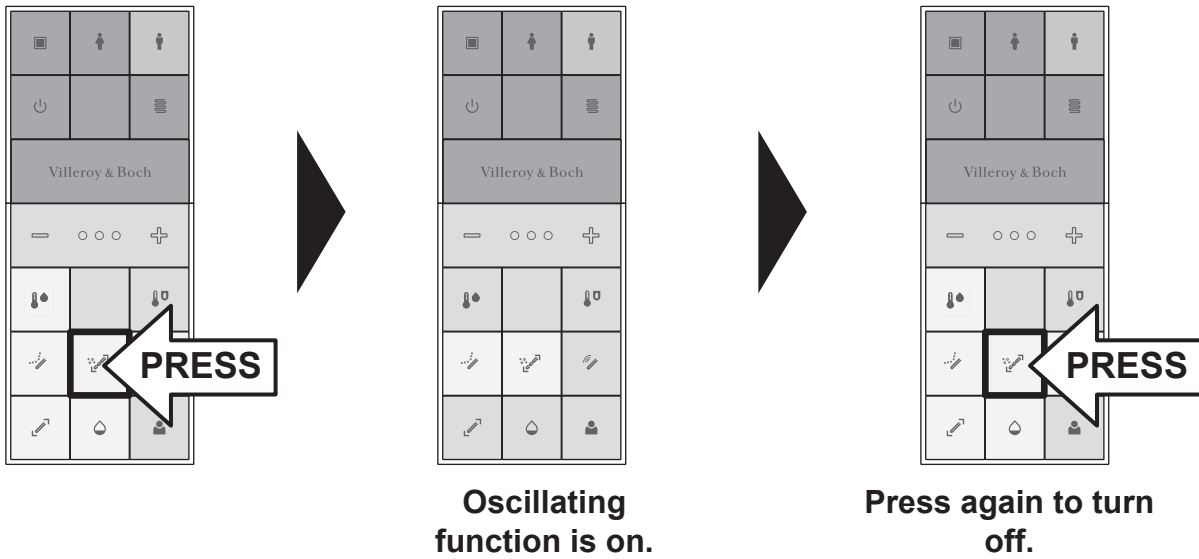 Villeroy & Boch
Villeroy & Boch
Villeroy & Boch
PRESS
PRESS
Oscillating
function is on.
Press again to turn
off.